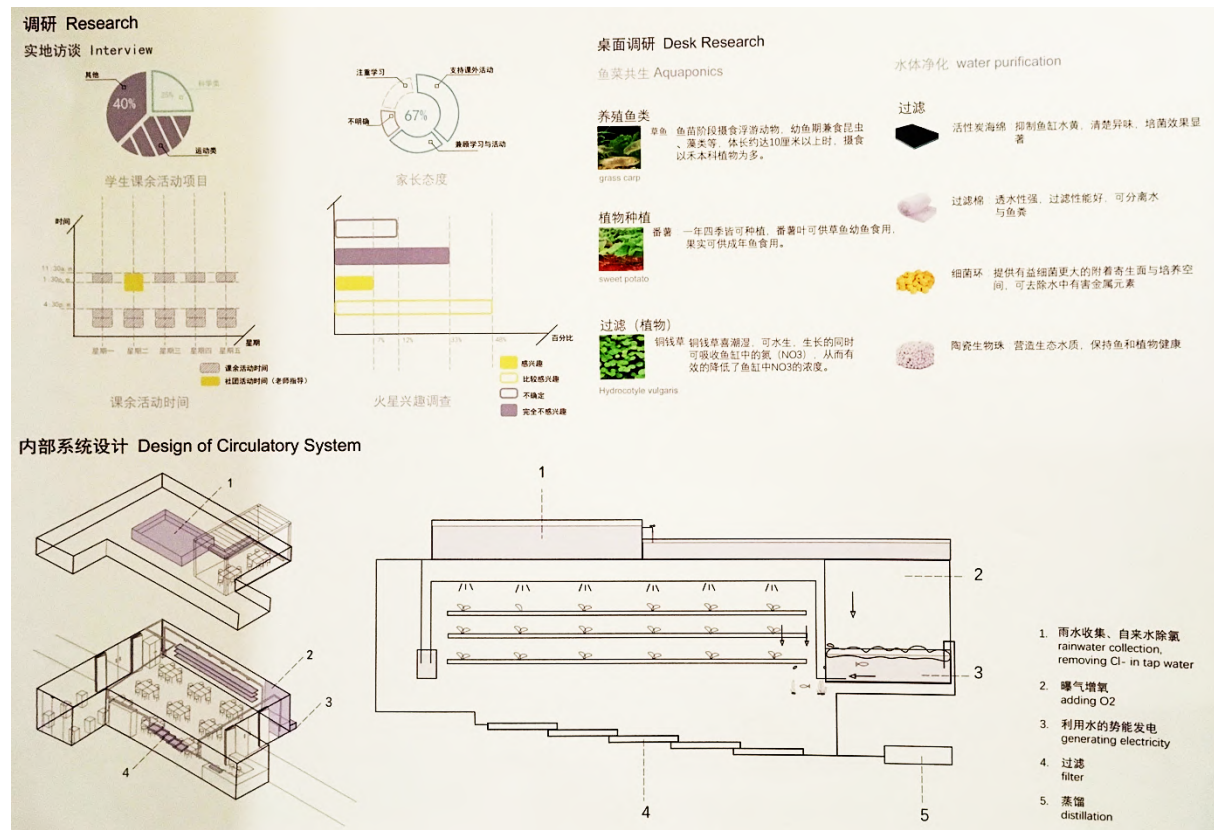 调研 Research
实地访谈 Interview
其他
科学类
40%
20%
运动类
学生课余活动项目
注重学习
支持课外活动
67%
不明确
兼顾学习与活动
家长态度
时间
11:30a.m
1:30p.m
4:30p.m
星期一 星期二 星期三 星期四 星期五
星期
课余活动时间
社团活动时间（老师指导）
课余活动时间
7% 12% 33% 48%
百分比
感兴趣
比较感兴趣
不确定
完全不感兴趣
火星兴趣调查
桌面调研 Desk Research
鱼菜共生 Aquaponics
养殖鱼类
草鱼 鱼苗阶段摄食浮游动物，幼鱼期兼食昆虫
、藻类等，体长约达10厘米以上时，摄食
以禾本科植物为多。
grass carp
植物种植
番薯 一年四季皆可种植，番薯叶可供草鱼幼鱼食用，
果实可供成年鱼食用。
sweet potato
过滤（植物）
铜钱草 铜钱草喜潮湿，可水生，生长的同时
可吸收鱼缸中的氮（NO3），从而有
效的降低了鱼缸中NO3的浓度。
Hydrocotyle vulgaris
水体净化 water purification
过滤
活性炭海绵 抑制鱼缸水黄，清楚异味，培菌效果显
著
过滤棉 透水性强，过滤性能好，可分离水
与鱼粪
细菌环 提供有益细菌更大的附着寄生面与培养空
间，可去除水中有害金属元素
陶瓷生物珠 营造生态水质，保持鱼和植物健康
内部系统设计 Design of Circulatory System
1
2
3
4
1
2
3
4
5
1. 雨水收集、自来水除氯
rainwater collection,
removing Cl- in tap water
2. 曝气增氧
adding O2
3. 利用水的势能发电
generating electricity
4. 过滤
filter
5. 蒸馏
distillation